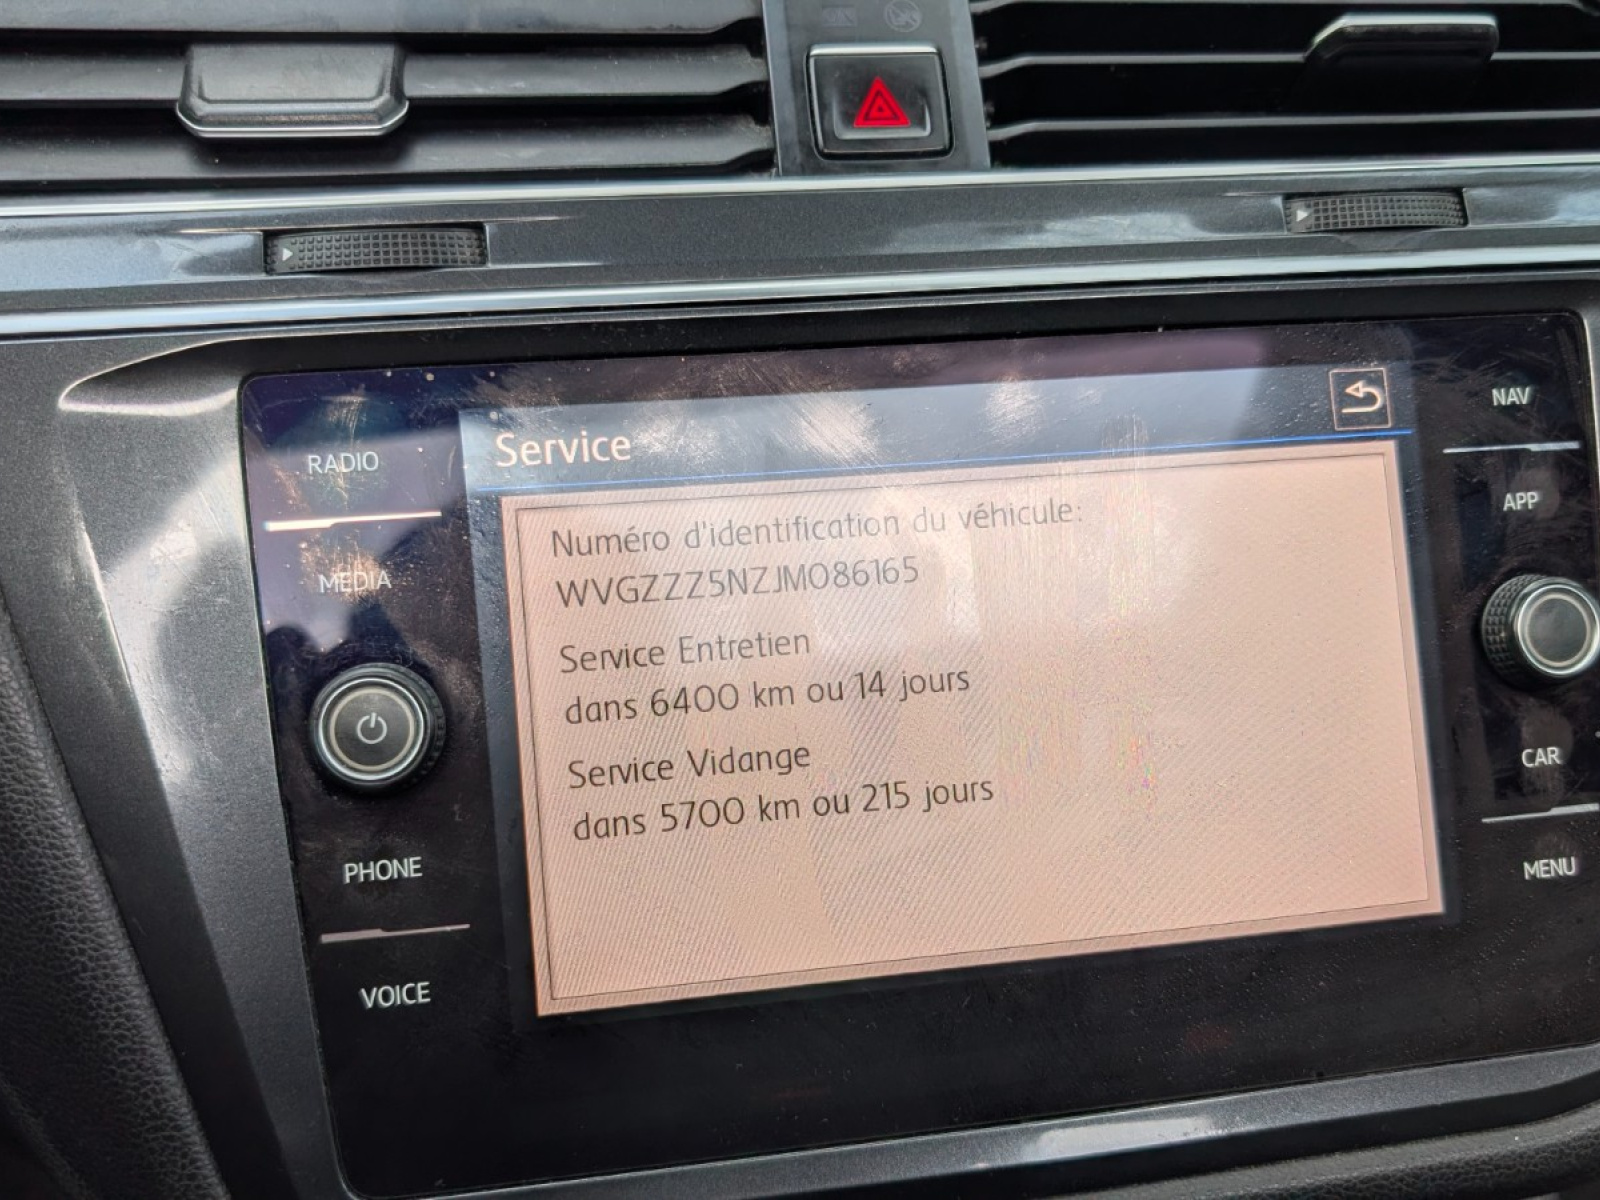 RADIO
MEDIA
PHONE
VOICE
Service
Numéro d'identification du véhicule:
WVGZZZ5NZJM086165
Service Entretien
dans 6400 km ou 14 jours
Service Vidange
dans 5700 km ou 215 jours
NAV
APP
CAR
MENU